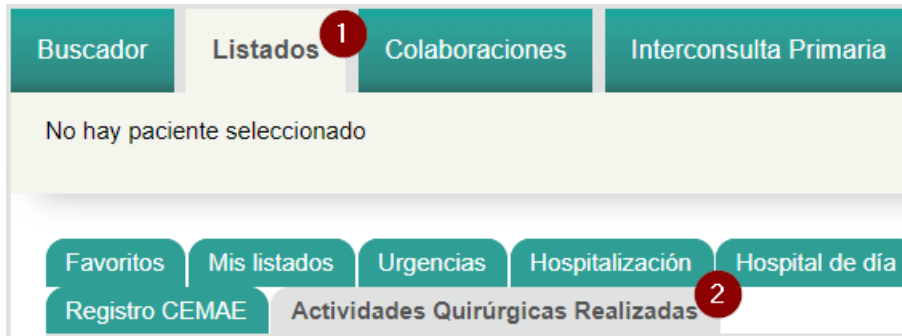 Buscador Listados 1 Colaboraciones Interconsulta Primaria
No hay paciente seleccionado
Favoritos Mis listados Urgencias Hospitalización Hospital de día
Registro CEMAE Actividades Quirúrgicas Realizadas 2